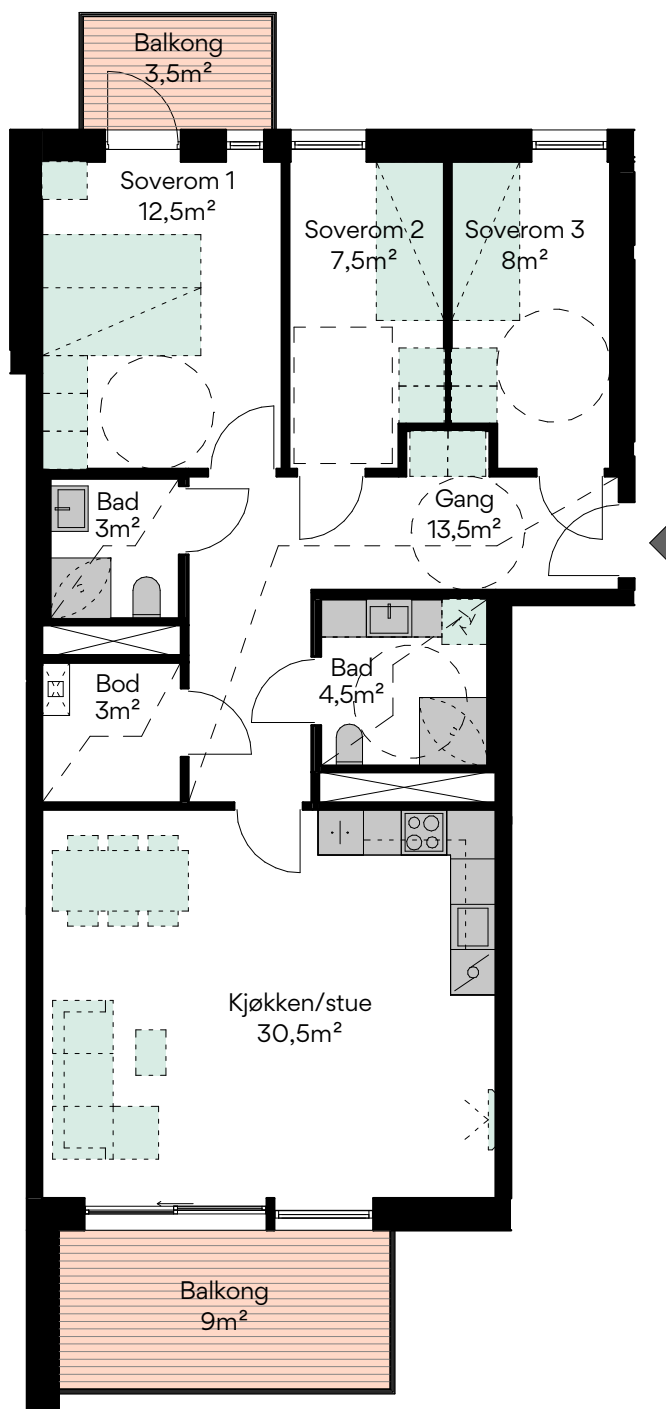 Balkong
3,5m²
Soverom 1
12,5m²
Soverom 2
7,5m²
Soverom 3
8m²
Bad
3m²
Gang
13,5m²
Bad
4,5m²
Bod
3m²
Kjøkken/stue
30,5m²
Balkong
9m²